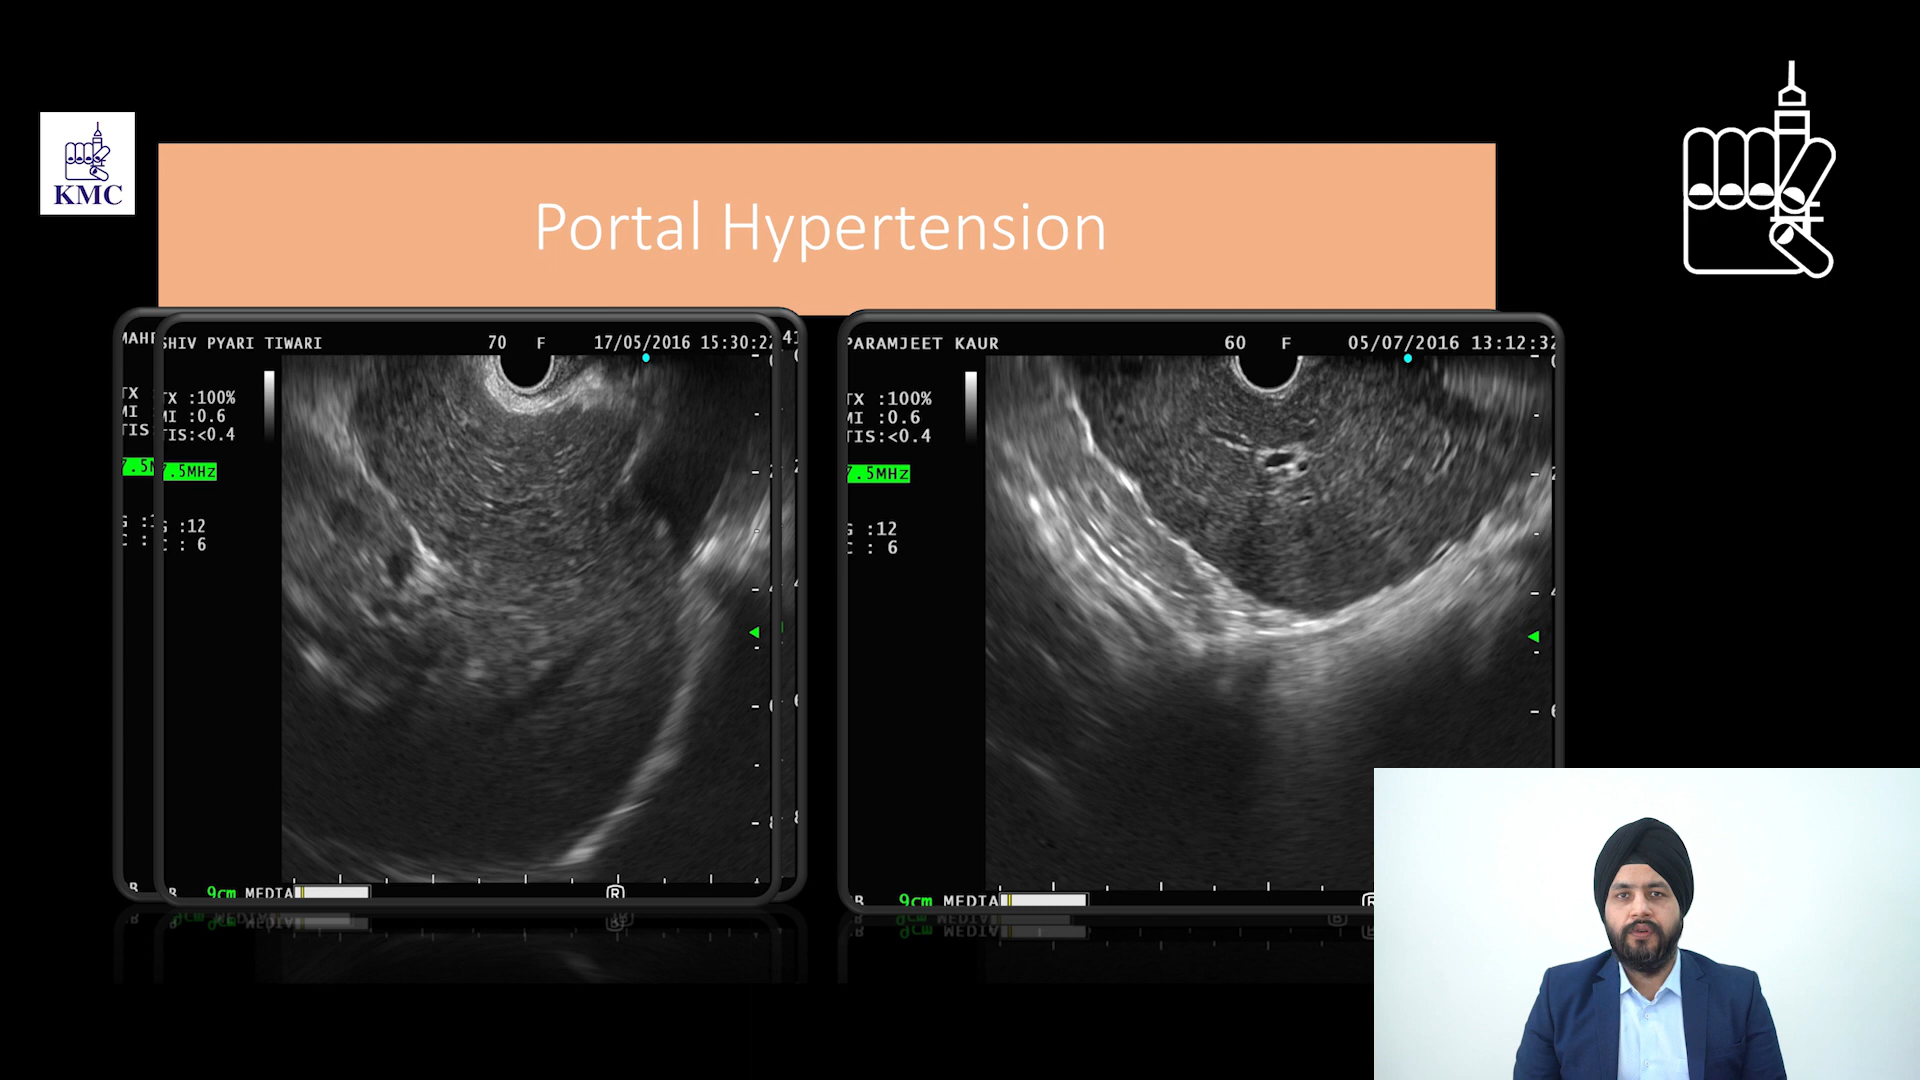 KMC
Portal Hypertension
SHIV PYARI TIWARI 70 F 17/05/2016 15:30:22
TX :100%
MI :0.6
TIS:<0.4
7.5MHz
G :12
C : 6
B 9cm MEDIA R
PARAMJEET KAUR 60 F 05/07/2016 13:12:32
TX :100%
MI :0.6
TIS:<0.4
7.5MHz
G :12
C : 6
B 9cm MEDIA